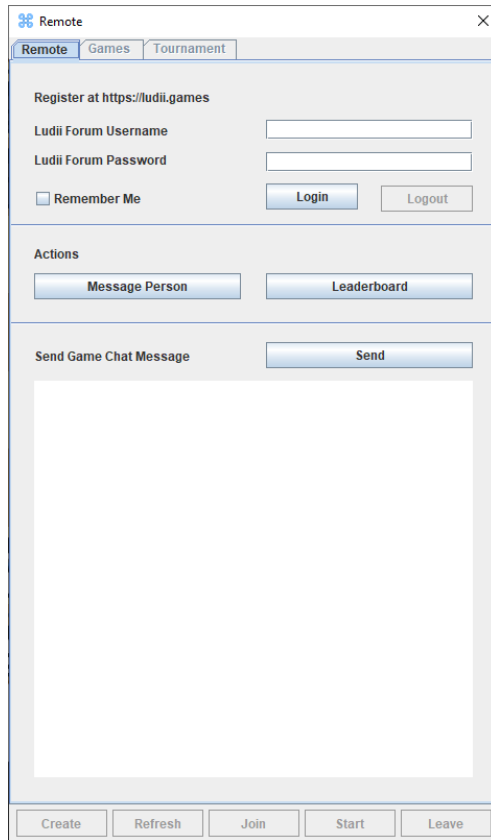 Remote
Remote Games Tournament
Register at https://ludii.games
Ludii Forum Username
Ludii Forum Password
Remember Me Login Logout
Actions
Message Person Leaderboard
Send Game Chat Message Send
Create Refresh Join Start Leave